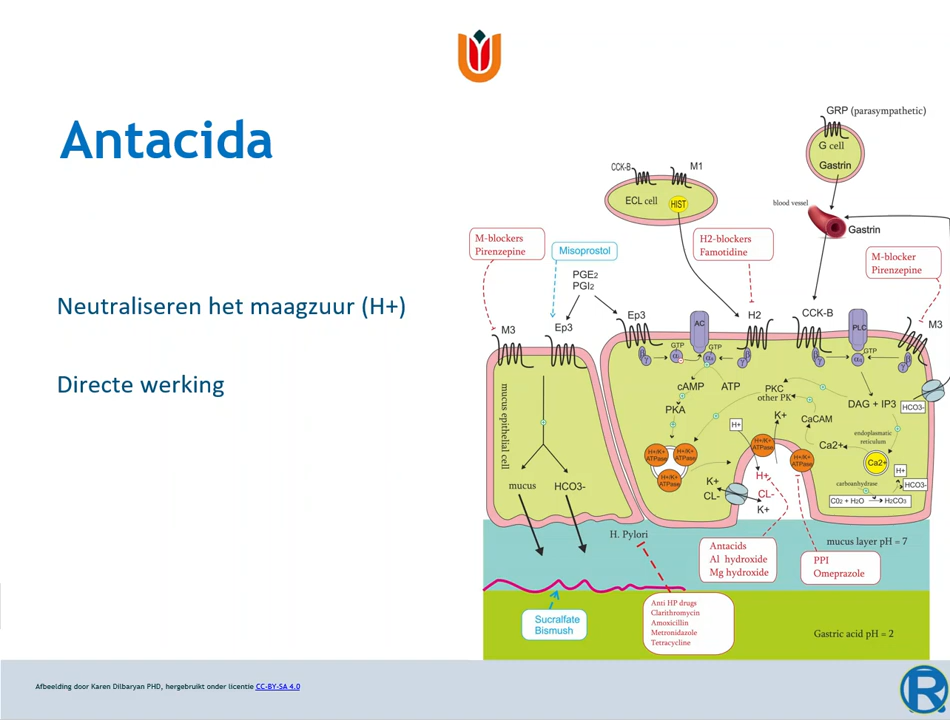 Antacida
Neutraliseren het maagzuur (H+)
Directe werking
GRP (parasympathetic)
G cell
Gastrin
CCK-B
M1
ECL cell
HIST
blood vessel
Gastrin
M-blockers
Pirenzepine
Misoprostol
H2-blockers
Famotidine
M-blocker
Pirenzepine
PGE2
PGI2
M3
Ep3
Ep3
AC
H2
CCK-B
PLC
M3
GTP
GTP
GTP
β
γ
αi
αs
β
γ
β
γ
αq
β
γ
cAMP
ATP
PKA
PKC
other PK
DAG + IP3
HCO3-
K+
CaCAM
H+
endoplasmatic
reticulum
Ca2+
Ca2+
H+/K+
ATPase
H+/K+
ATPase
H+/K+
ATPase
H+/K+
ATPase
H+/K+
ATPase
mucus epithelial cell
mucus
HCO3-
K+
CL-
H+
CL-
K+
H+
HCO3-
carboanhydrase
C02 + H2O
H2CO3
H. Pylori
mucus layer pH = 7
Antacids
Al hydroxide
Mg hydroxide
PPI
Omeprazole
Sucralfate
Bismush
Anti HP drugs
Clarithromycin
Amoxicillin
Metronidazole
Tetracycline
Gastric acid pH = 2
Afbeelding door Karen Dilbaryan PHD, hergebruikt onder licentie CC-BY-SA 4.0
R